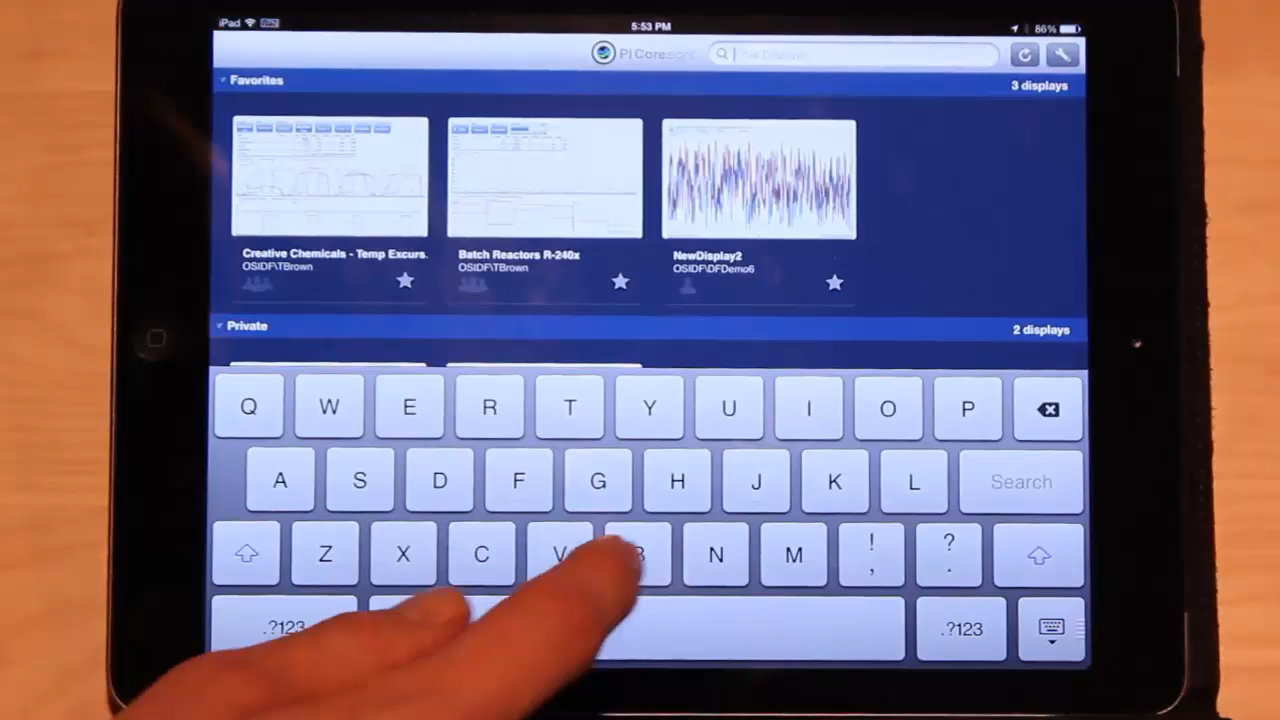 iPad 5:53 PM 86%
PI Coresight
Favorites 3 displays
Creative Chemicals - Temp Excurs. Batch Reactors R-240x NewDisplay2
OSIDF\TBrown OSIDF\TBrown OSIDF\DFDemo6
Private 2 displays
Q W E R T Y U I O P
A S D F G H J K L Search
Z X C V B N M ! , ? .
.?123 .?123